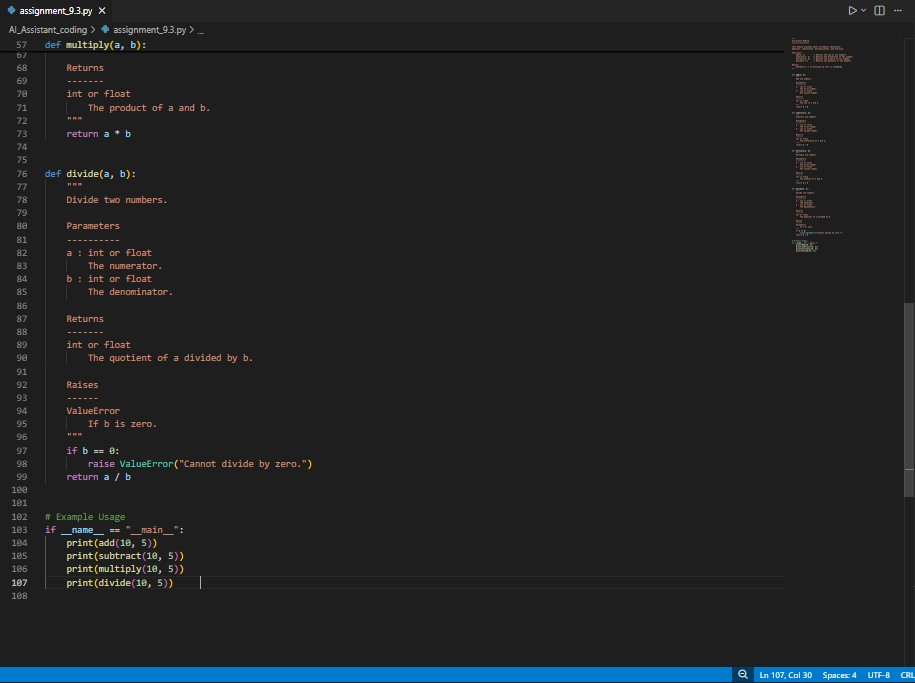 assignment_9.3.py
AI_Assistant_coding > assignment_9.3.py > ...
57 def multiply(a, b):
67
68 Returns
69 -------
70 int or float
71 The product of a and b.
72 """
73 return a * b
74
75
76 def divide(a, b):
77 """
78 Divide two numbers.
79
80 Parameters
81 ----------
82 a : int or float
83 The numerator.
84 b : int or float
85 The denominator.
86
87 Returns
88 -------
89 int or float
90 The quotient of a divided by b.
91
92 Raises
93 ------
94 ValueError
95 If b is zero.
96 """
97 if b == 0:
98 raise ValueError("Cannot divide by zero.")
99 return a / b
100
101
102 # Example Usage
103 if __name__ == "__main__":
104 print(add(10, 5))
105 print(subtract(10, 5))
106 print(multiply(10, 5))
107 print(divide(10, 5))
108
Ln 107, Col 30 Spaces: 4 UTF-8 CRL